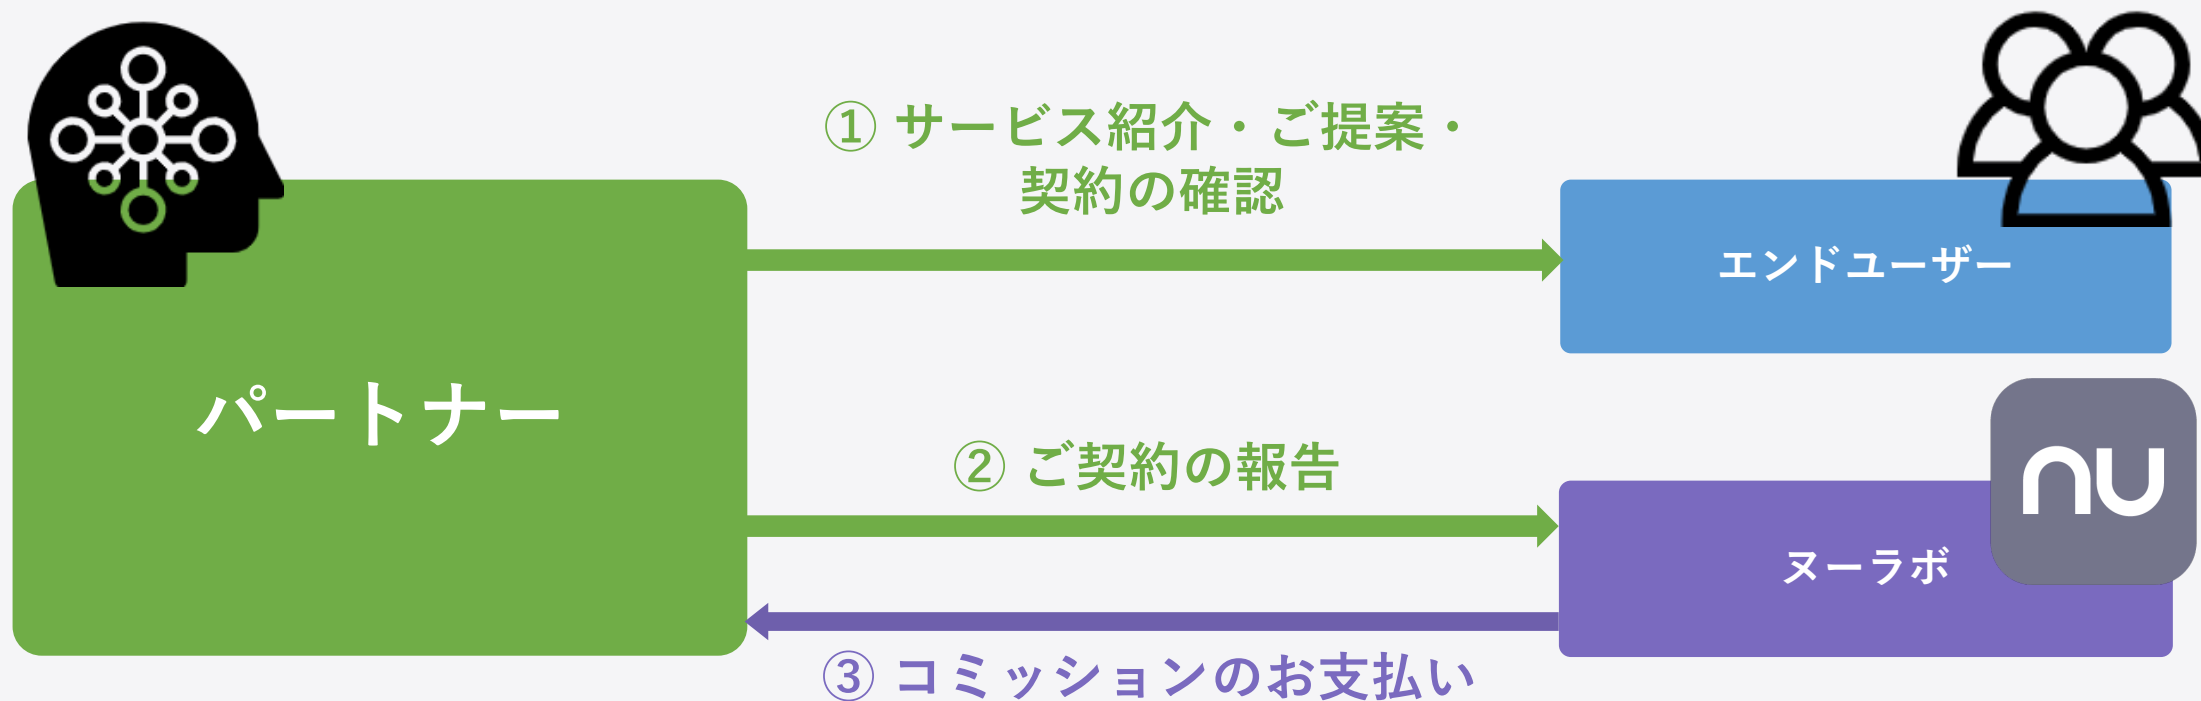 ① サービス紹介・ご提案・
契約の確認
エンドユーザー
パートナー
② ご契約の報告
nu
ヌーラボ
③ コミッションのお支払い